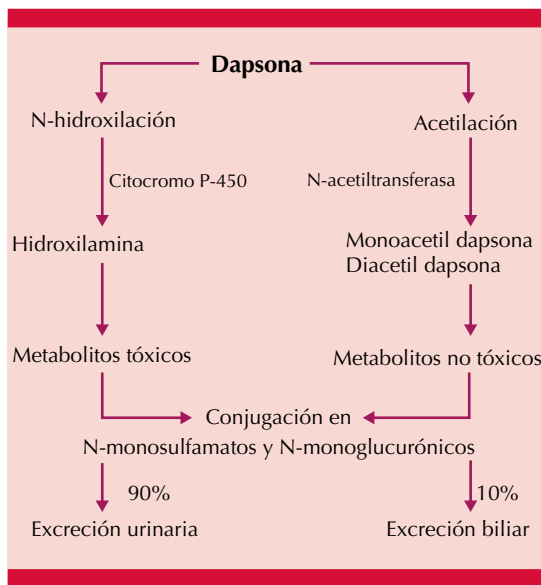 Dapsona
N-hidroxilación
Acetilación
Citocromo P-450
N-acetiltransferasa
Hidroxilamina
Monoacetil dapsona
Diacetil dapsona
Metabolitos tóxicos
Metabolitos no tóxicos
Conjugación en
N-monosulfamatos y N-monoglucurónicos
90%
10%
Excreción urinaria
Excreción biliar